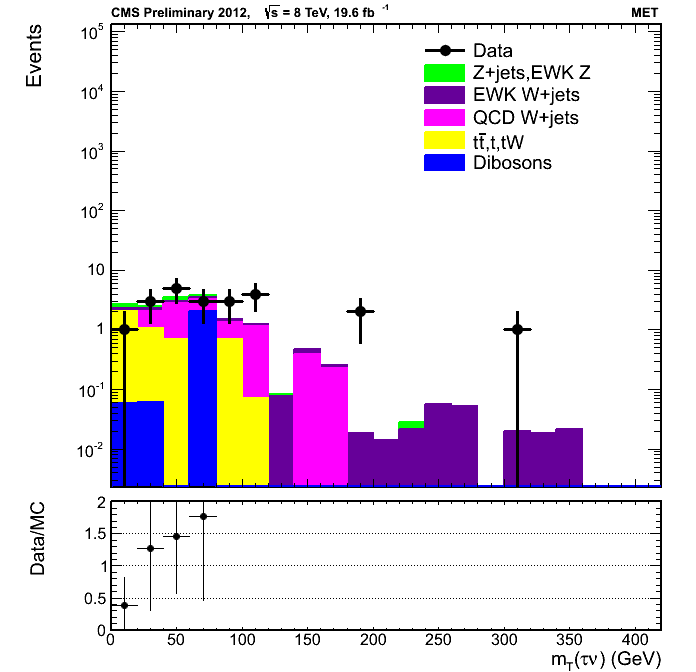 CMS Preliminary 2012, √s = 8 TeV, 19.6 fb⁻¹ MET
Events
10⁵
10⁴
10³
10²
10
1
10⁻¹
10⁻²
Data
Z+jets,EWK Z
EWK W+jets
QCD W+jets
tt̄,t,tW
Dibosons
Data/MC
2
1.5
1
0.5
0
0 50 100 150 200 250 300 350 400
m_T(τν) (GeV)